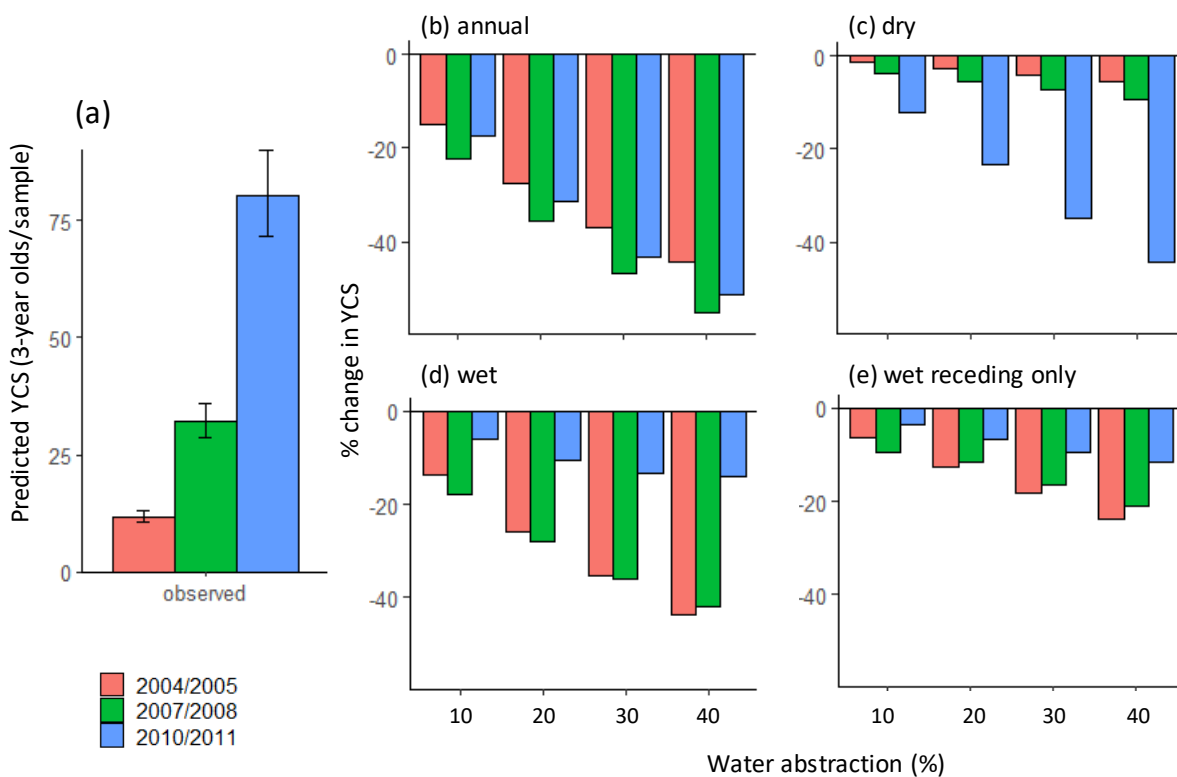 (a)
Predicted YCS (3-year olds/sample)
75
50
25
0
observed
2004/2005
2007/2008
2010/2011
% change in YCS
(b) annual
0
-20
-40
(c) dry
0
-20
-40
(d) wet
0
-20
-40
10 20 30 40
(e) wet receding only
0
-20
-40
10 20 30 40
Water abstraction (%)